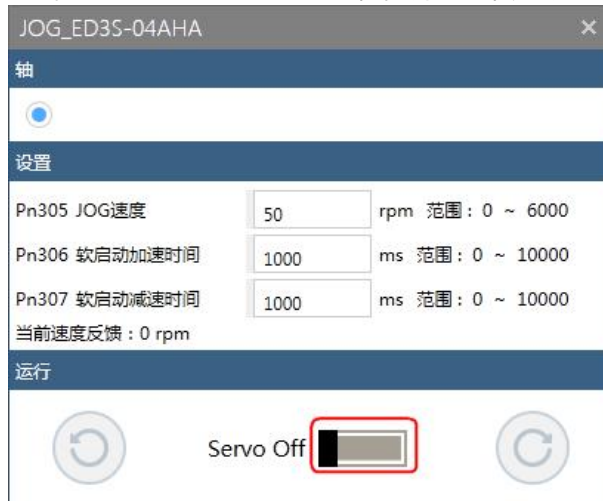 JOG_ED3S-04AHA ×
轴
设置
Pn305 JOG速度 50 rpm 范围：0 ~ 6000
Pn306 软启动加速时间 1000 ms 范围：0 ~ 10000
Pn307 软启动减速时间 1000 ms 范围：0 ~ 10000
当前速度反馈：0 rpm
运行
Servo Off